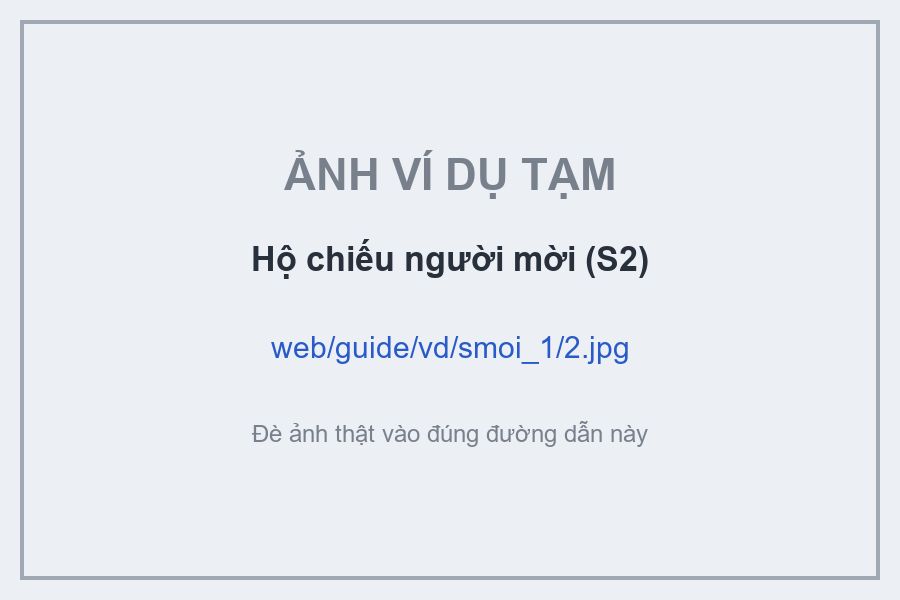 ẢNH VÍ DỤ TẠM
Hộ chiếu người mời (S2)
web/guide/vd/smoi_1/2.jpg
Đè ảnh thật vào đúng đường dẫn này